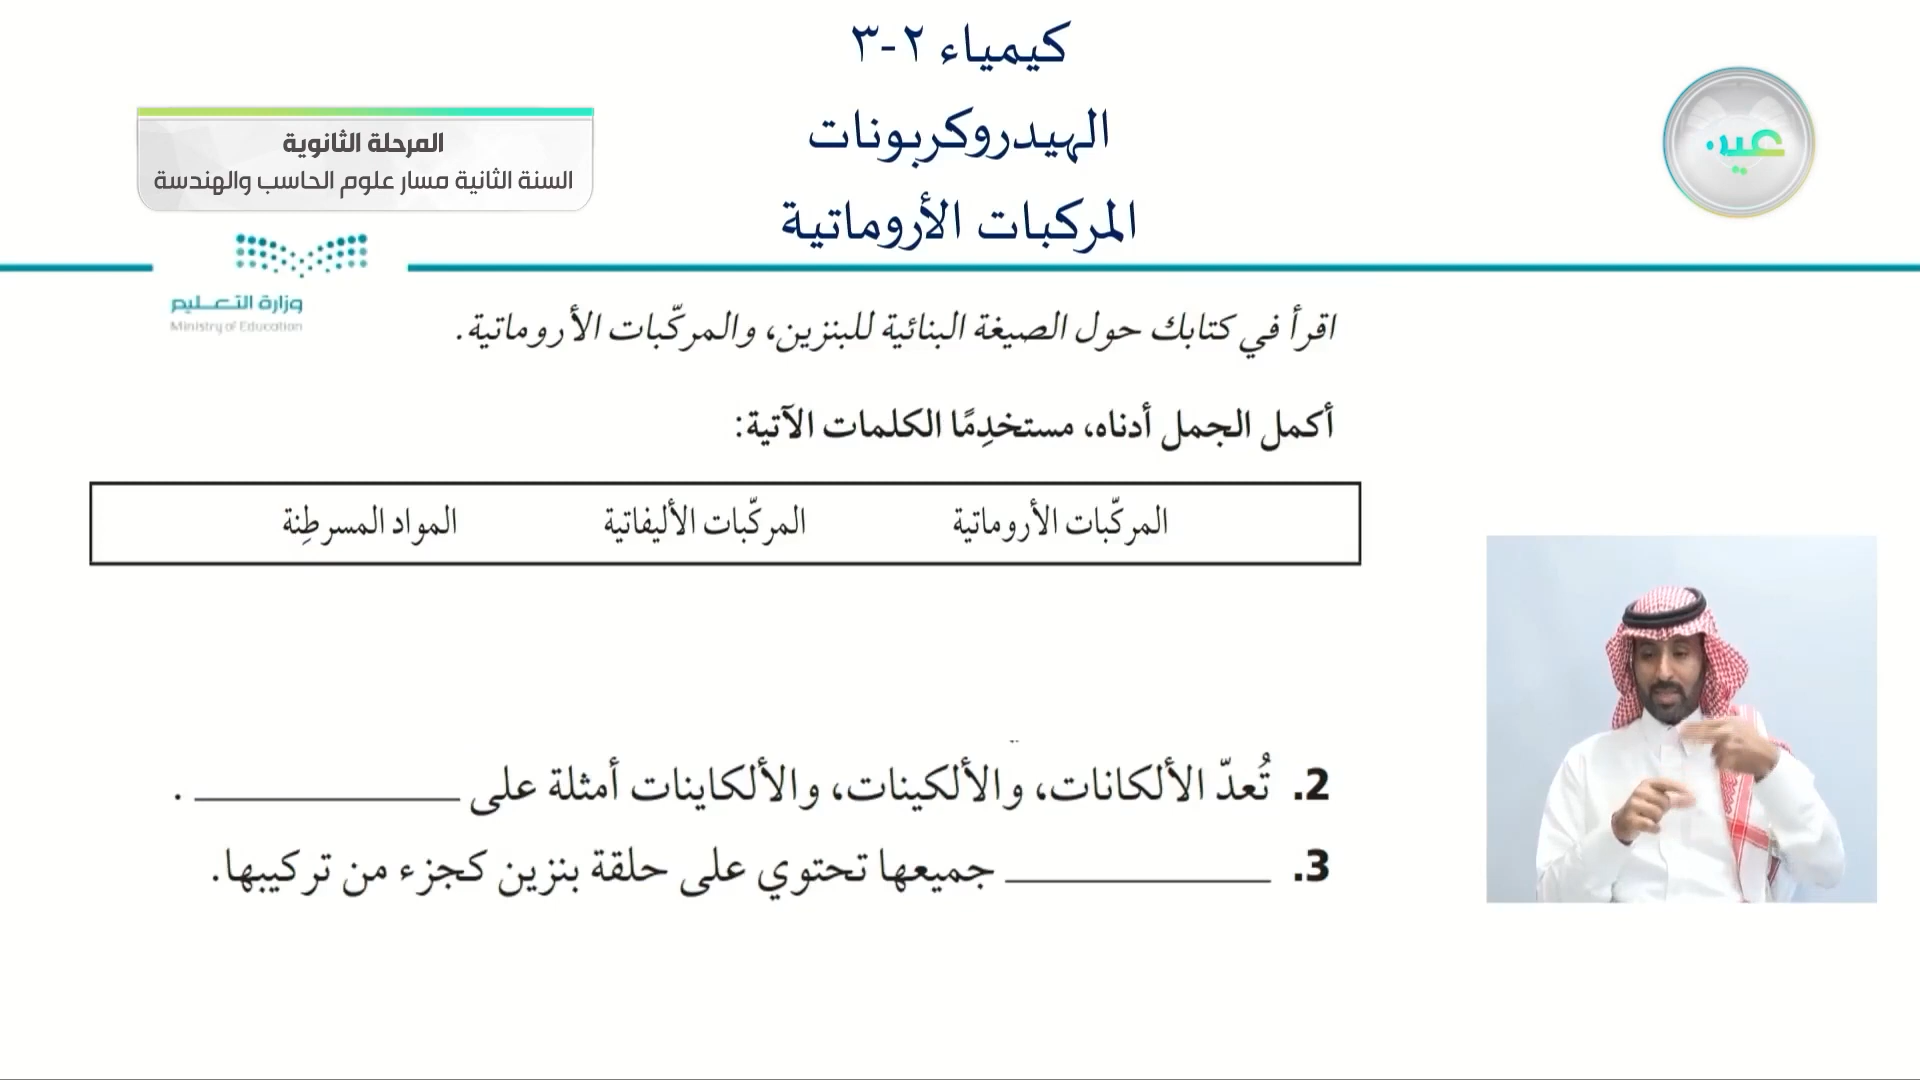 كيمياء ٢-٣
الهيدروكربونات
المركبات الأروماتية
المرحلة الثانوية
السنة الثانية مسار علوم الحاسب والهندسة
عين
وزارة التعليم
Ministry of Education
اقرأ في كتابك حول الصيغة البنائية للبنزين، والمركّبات الأروماتية.
أكمل الجمل أدناه، مستخدِمًا الكلمات الآتية:
المركّبات الأروماتية المركّبات الأليفاتية المواد المسرطِنة
2. تُعدّ الألكانات، والألكينات، والألكاينات أمثلة على ____________ .
3. ____________ جميعها تحتوي على حلقة بنزين كجزء من تركيبها.